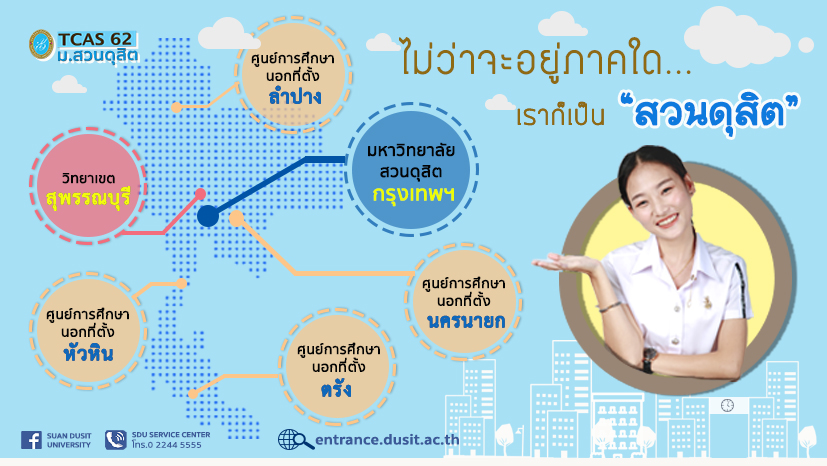 TCAS 62
ม.สวนดุสิต
ไม่ว่าจะอยู่ภาคใด...
เราก็เป็น "สวนดุสิต"
ศูนย์การศึกษา
นอกที่ตั้ง
ลำปาง
มหาวิทยาลัย
สวนดุสิต
กรุงเทพฯ
วิทยาเขต
สุพรรณบุรี
ศูนย์การศึกษา
นอกที่ตั้ง
นครนายก
ศูนย์การศึกษา
นอกที่ตั้ง
หัวหิน
ศูนย์การศึกษา
นอกที่ตั้ง
ตรัง
SUAN DUSIT
UNIVERSITY
SDU SERVICE CENTER
โทร.0 2244 5555
entrance.dusit.ac.th